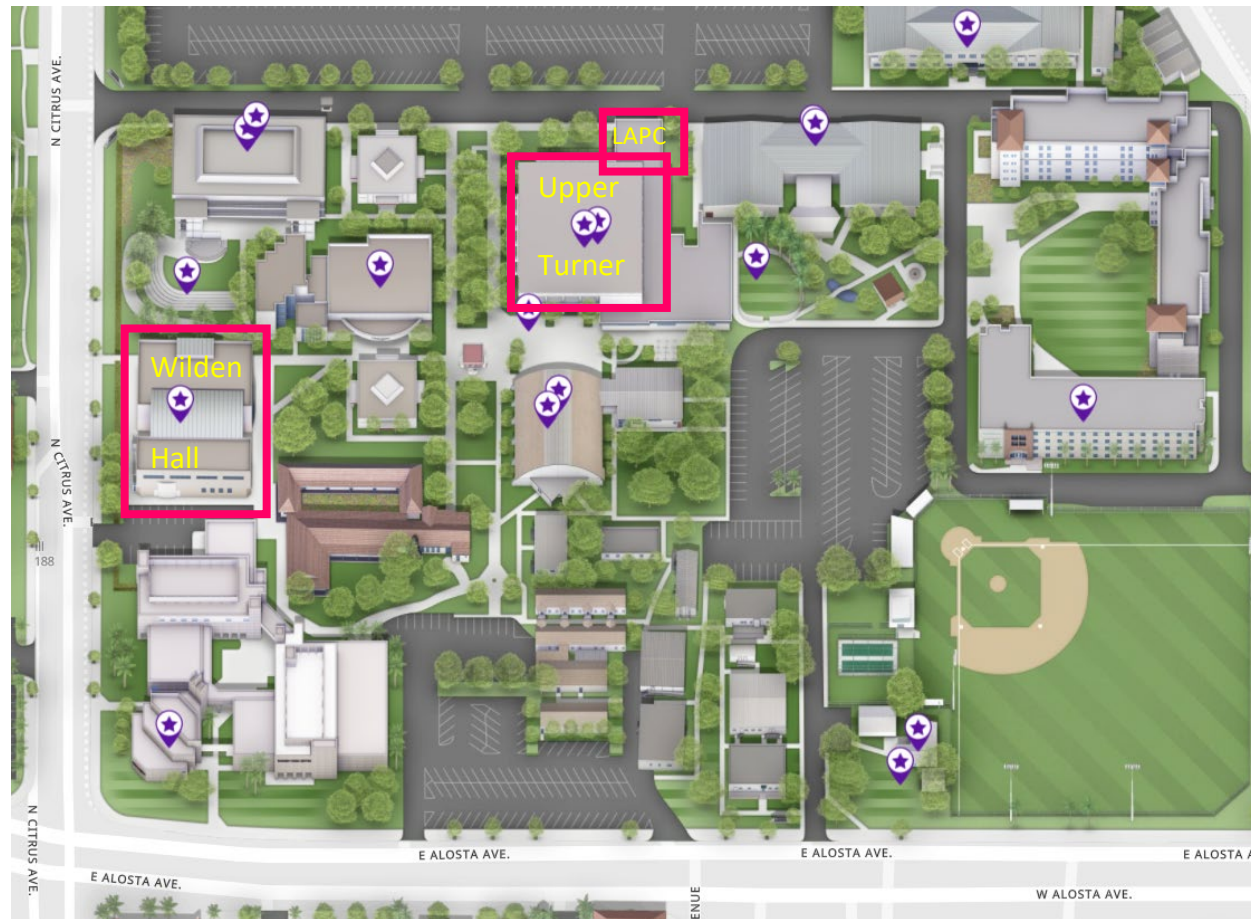 N CITRUS AVE.
LAPC
Upper
Turner
Wilden
Hall
N CITRUS AVE.
188
N CITRUS AVE.
E ALOSTA AVE.
E ALOSTA AVE.
E ALOSTA A
E ALOSTA AVE.
W ALOSTA AVE.
ENUE